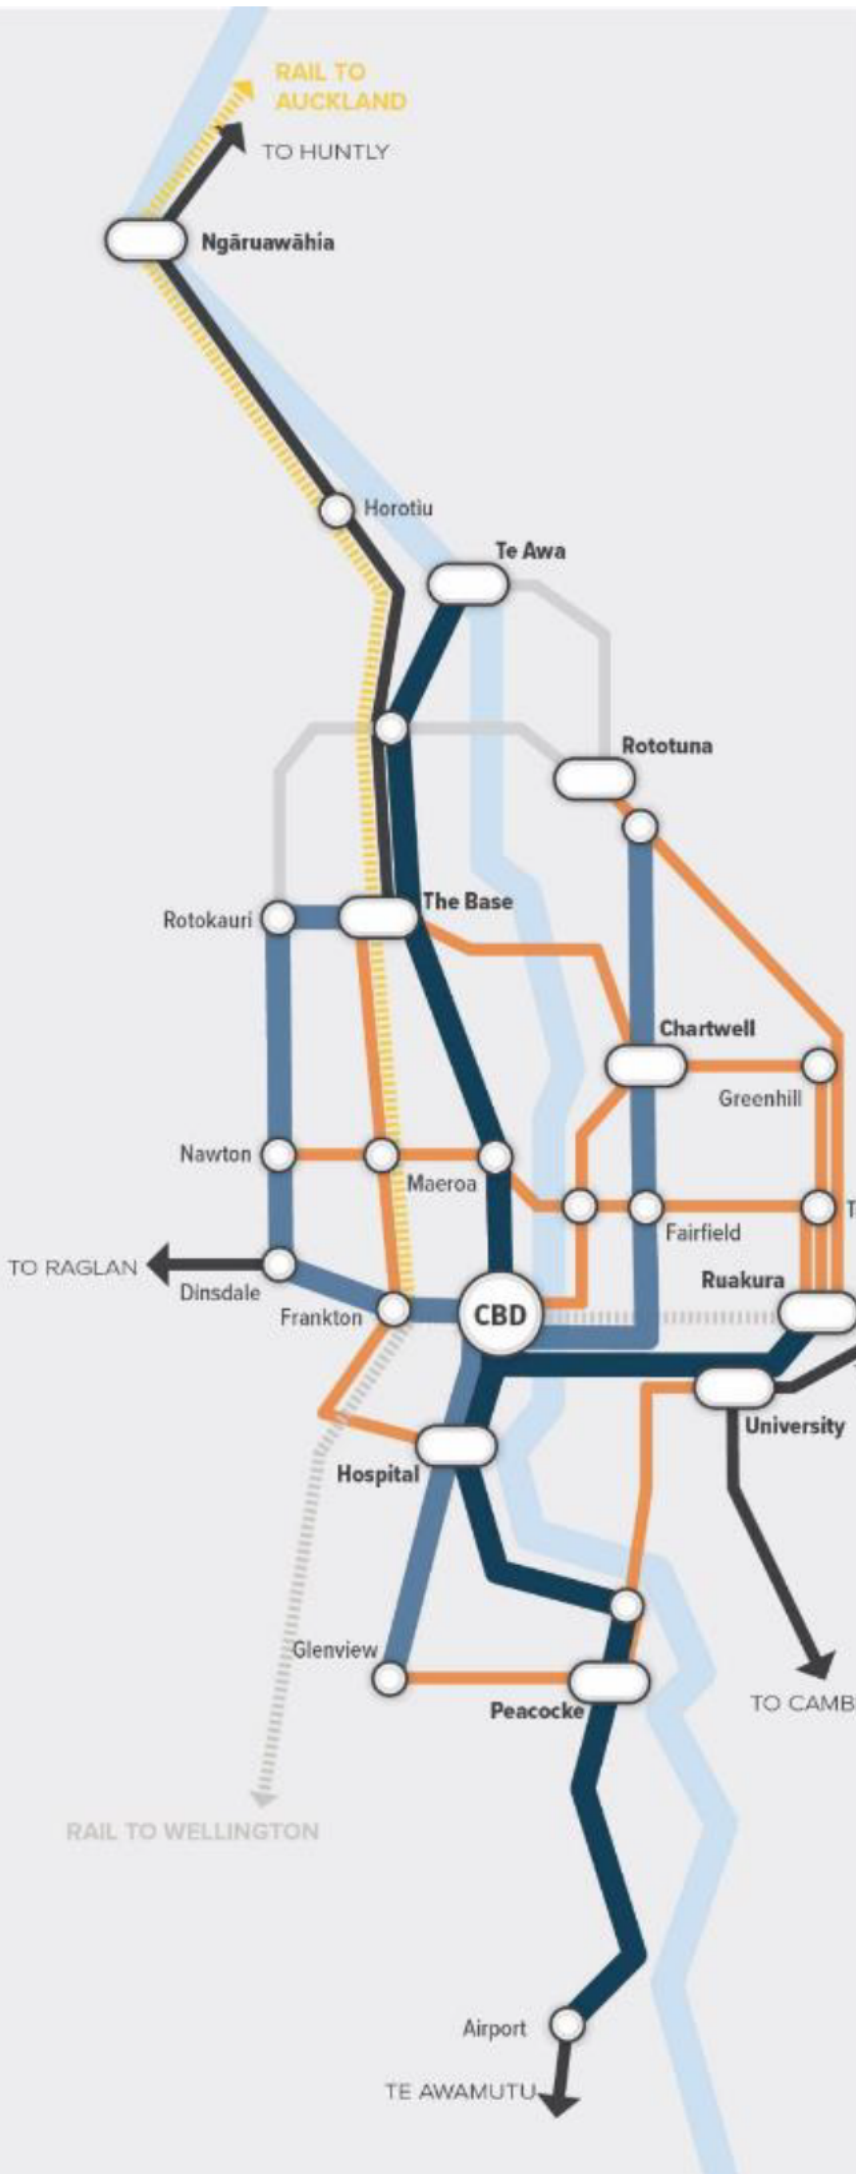 RAIL TO
AUCKLAND
TO HUNTLY
Ngāruawāhia
Horotiu
Te Awa
Rototuna
The Base
Rotokauri
Chartwell
Greenhill
Nawton
Maeroa
T
Fairfield
TO RAGLAN
Dinsdale
Ruakura
Frankton
CBD
University
Hospital
Glenview
Peacocke
TO CAMB
RAIL TO WELLINGTON
Airport
TE AWAMUTU